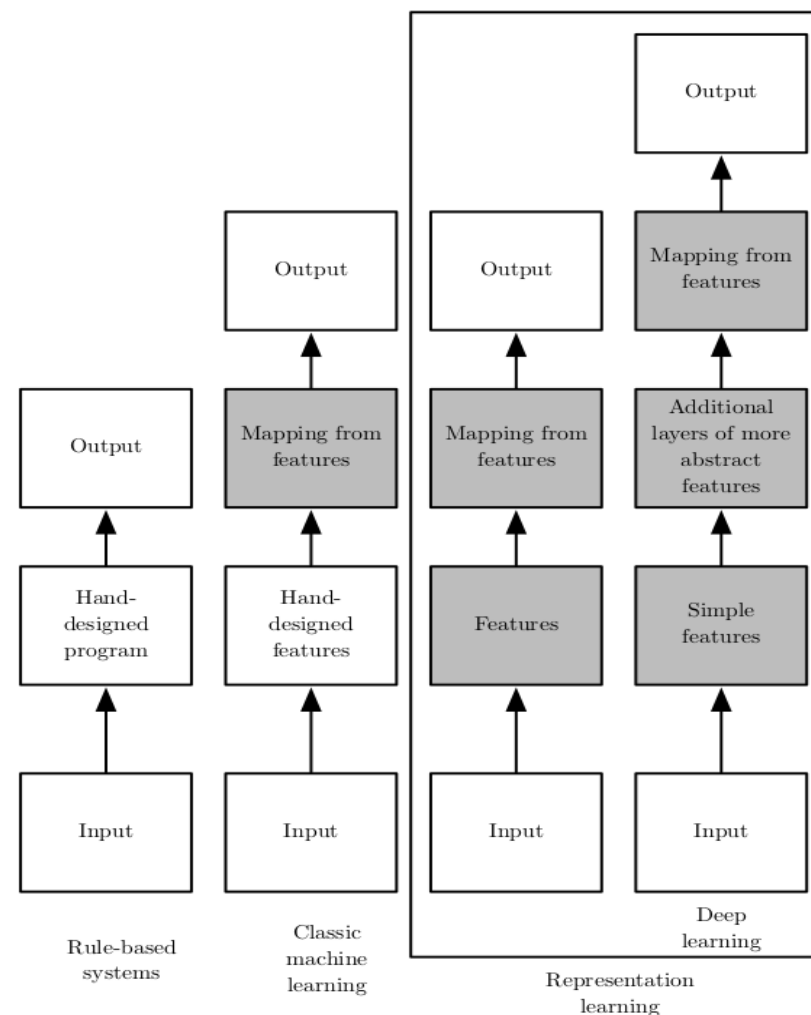 Output
Mapping from
features
Additional
layers of more
abstract
features
Simple
features
Input
Deep
learning
Output
Mapping from
features
Features
Input
Representation
learning
Output
Mapping from
features
Hand-
designed
features
Input
Classic
machine
learning
Output
Hand-
designed
program
Input
Rule-based
systems